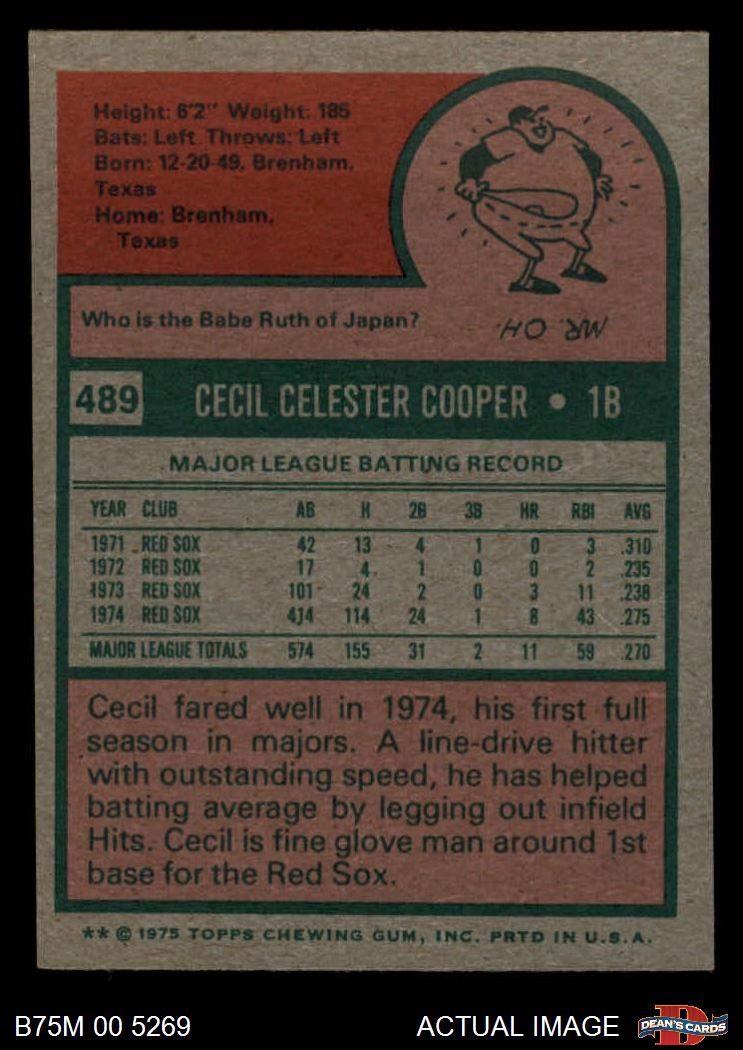 Height: 6'2" Weight: 185
Bats: Left Throws: Left
Born: 12-20-49, Brenham,
Texas
Home: Brenham,
Texas
Who is the Babe Ruth of Japan?
MR. OH.
489 CECIL CELESTER COOPER • 1B
MAJOR LEAGUE BATTING RECORD
YEAR CLUB AB H 2B 3B HR RBI AVG
1971 RED SOX 42 13 4 1 0 3 .310
1972 RED SOX 17 4 1 0 0 2 .235
1973 RED SOX 101 24 2 0 3 11 .238
1974 RED SOX 414 114 24 1 8 43 .275
MAJOR LEAGUE TOTALS 574 155 31 2 11 59 .270
Cecil fared well in 1974, his first full
season in majors. A line-drive hitter
with outstanding speed, he has helped
batting average by legging out infield
Hits. Cecil is fine glove man around 1st
base for the Red Sox.
** © 1975 TOPPS CHEWING GUM, INC. PRTD IN U.S.A.
B75M 00 5269 ACTUAL IMAGE D DEAN'S CARDS